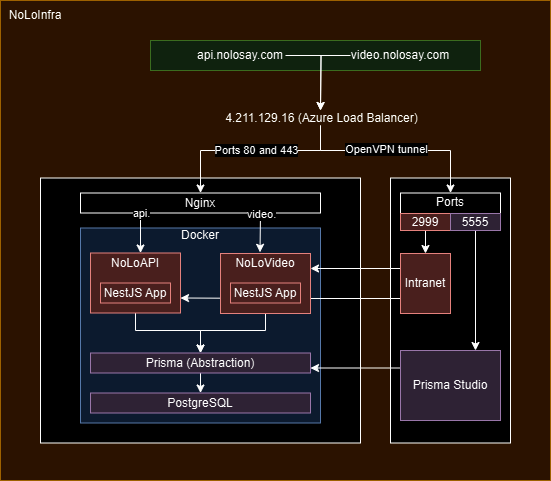 NoLoInfra
api.nolosay.com
video.nolosay.com
4.211.129.16 (Azure Load Balancer)
Ports 80 and 443
OpenVPN tunnel
Nginx
Ports
api.
video.
2999
5555
Docker
NoLoAPI
NoLoVideo
NestJS App
NestJS App
Intranet
Prisma (Abstraction)
Prisma Studio
PostgreSQL